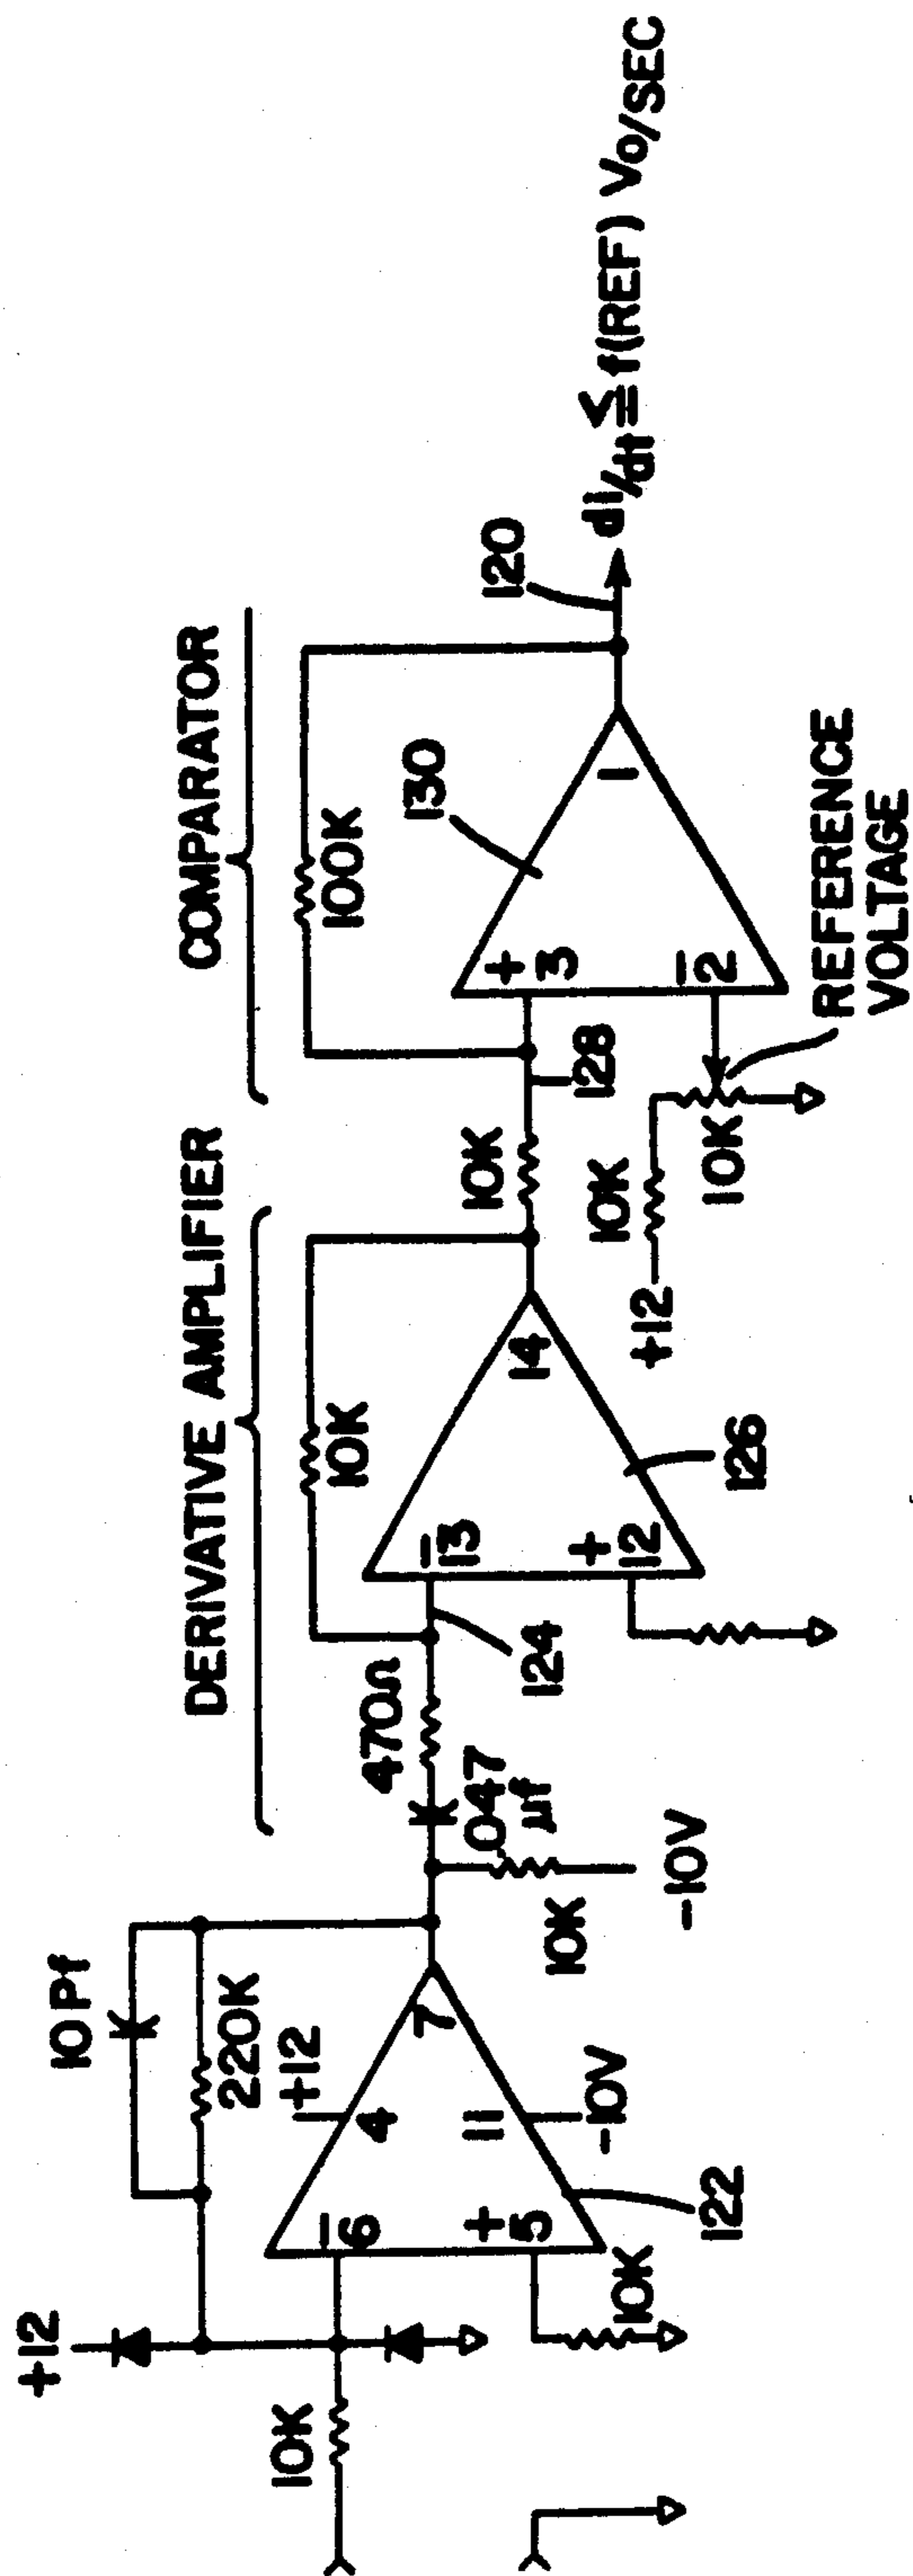 DERIVATIVE AMPLIFIER
COMPARATOR
+12
10K
10 Pf
220K
+12
4
−
6
+
5
7
11
-10V
122
10K
10K
-10V
.047
µf
470Ω
124
10K
−
13
+
12
14
126
10K
128
100K
+
3
−
2
1
130
+12
10K
10K
REFERENCE
VOLTAGE
120
di/dt ≦ f(REF) Vo/SEC